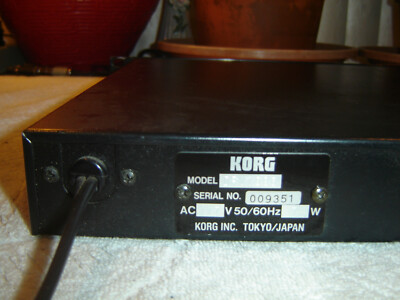 KORG
MODEL
SERIAL NO. 009351
AC V 50/60Hz W
KORG INC. TOKYO/JAPAN